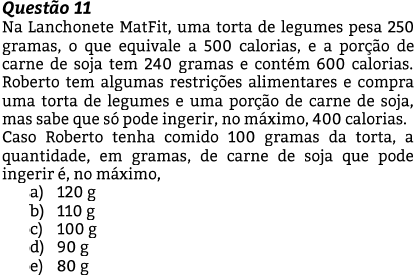 Questão 11
Na Lanchonete MatFit, uma torta de legumes pesa 250
gramas, o que equivale a 500 calorias, e a porção de
carne de soja tem 240 gramas e contém 600 calorias.
Roberto tem algumas restrições alimentares e compra
uma torta de legumes e uma porção de carne de soja,
mas sabe que só pode ingerir, no máximo, 400 calorias.
Caso Roberto tenha comido 100 gramas da torta, a
quantidade, em gramas, de carne de soja que pode
ingerir é, no máximo,
a) 120 g
b) 110 g
c) 100 g
d) 90 g
e) 80 g